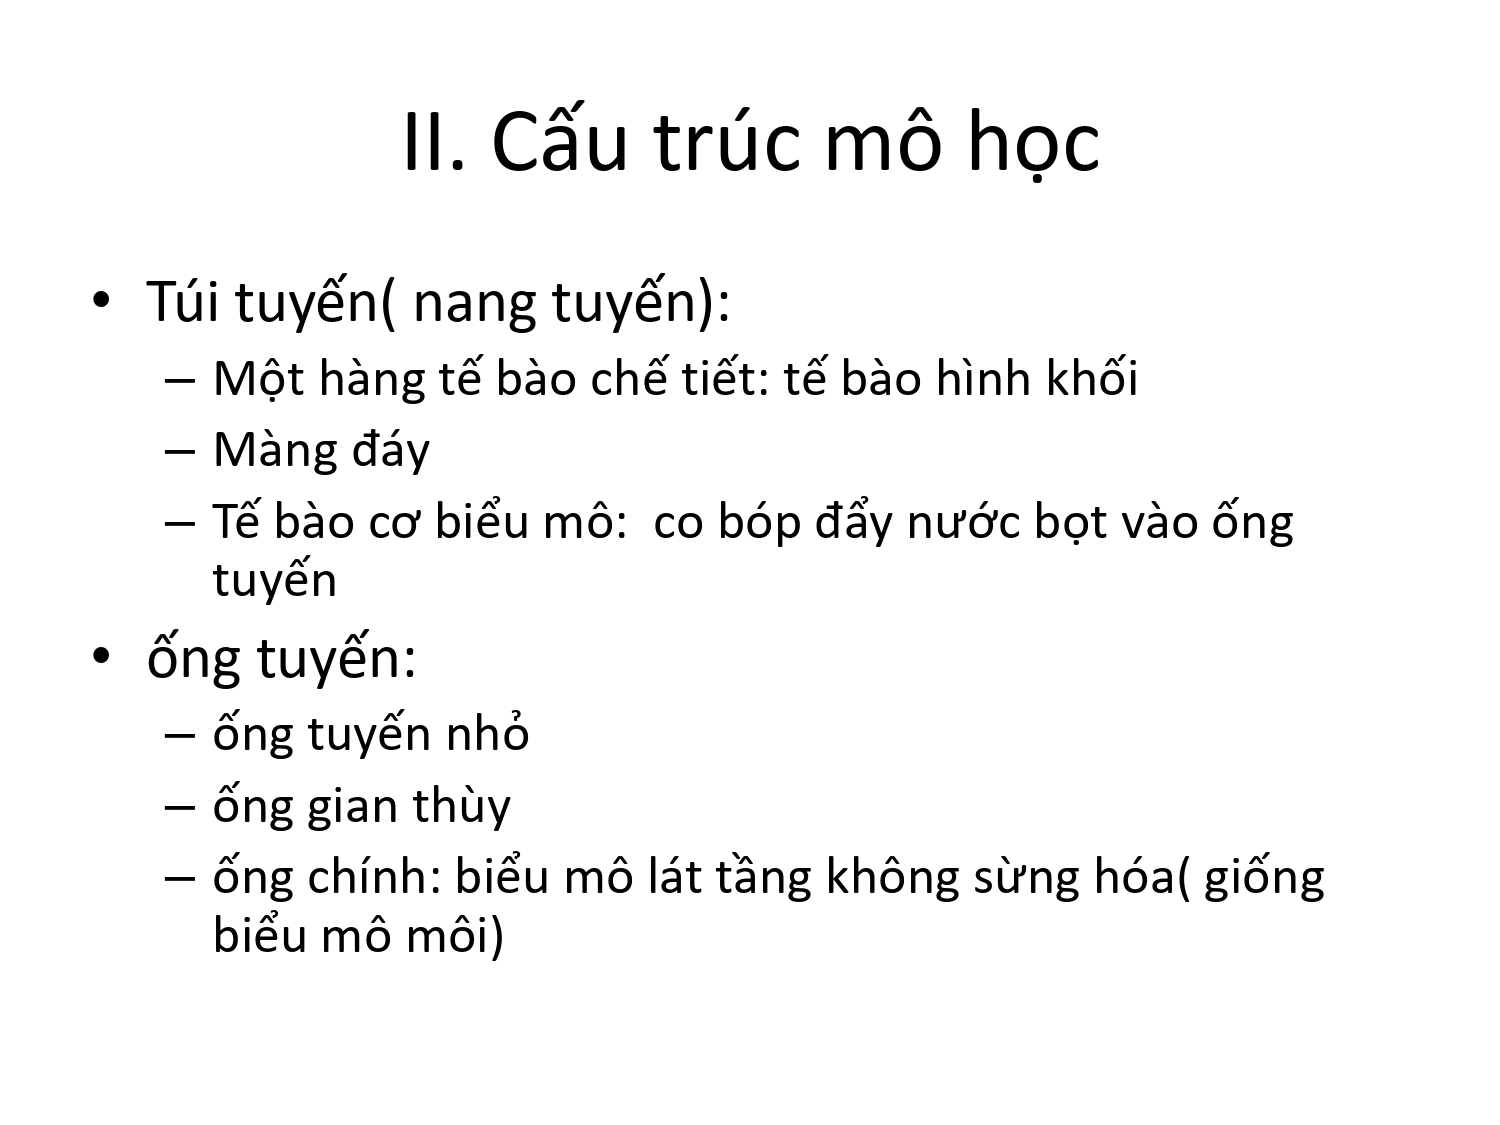 II. Cấu trúc mô học
• Túi tuyến( nang tuyến):
– Một hàng tế bào chế tiết: tế bào hình khối
– Màng đáy
– Tế bào cơ biểu mô:  co bóp đẩy nước bọt vào ống
tuyến
• ống tuyến:
– ống tuyến nhỏ
– ống gian thùy
– ống chính: biểu mô lát tầng không sừng hóa( giống
biểu mô môi)